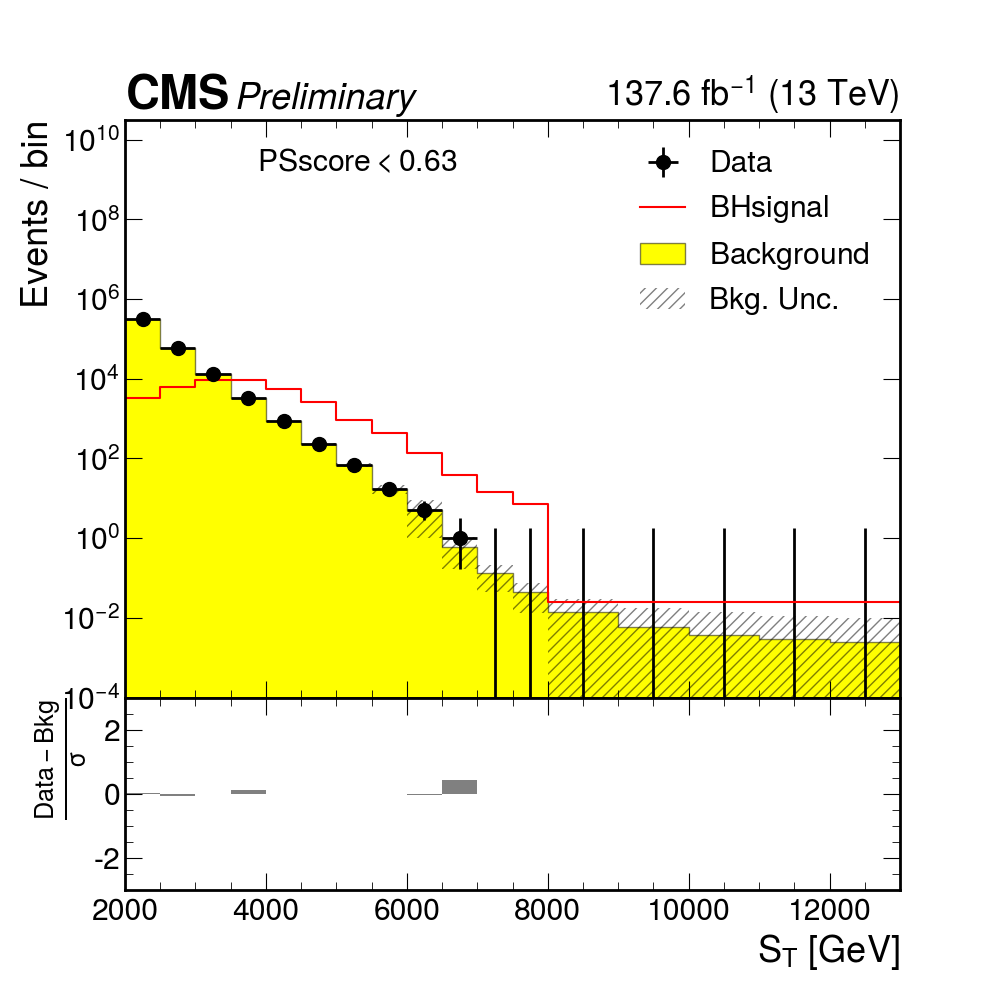 CMS Preliminary 137.6 fb⁻¹ (13 TeV)
Events / bin
10¹⁰
10⁸
10⁶
10⁴
10²
10⁰
10⁻²
10⁻⁴
PSscore < 0.63
Data
BHsignal
Background
Bkg. Unc.
Data − Bkg
σ
2
0
-2
2000 4000 6000 8000 10000 12000
S_T [GeV]